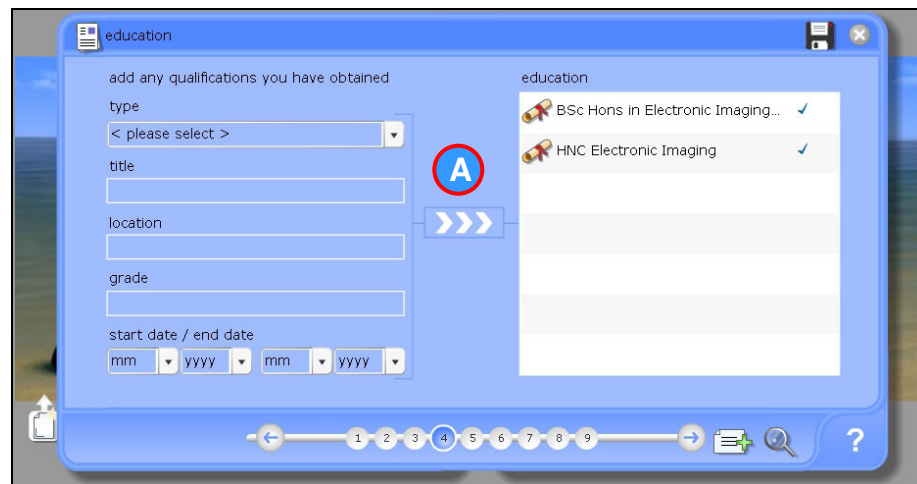 education
add any qualifications you have obtained
type
< please select >
title
location
grade
start date / end date
mm yyyy mm yyyy
A
education
BSc Hons in Electronic Imaging...
HNC Electronic Imaging
1 2 3 4 5 6 7 8 9
?